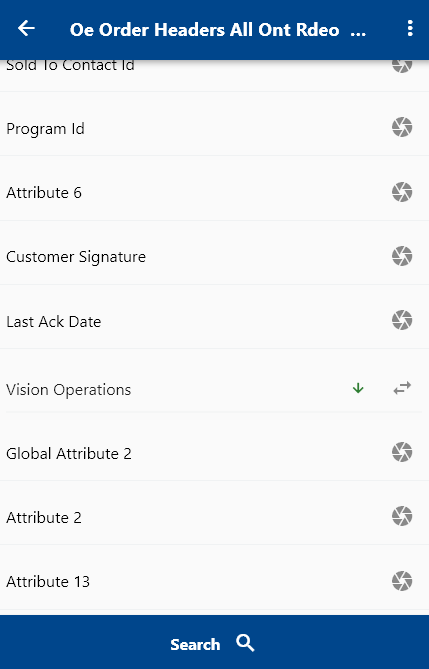 Oe Order Headers All Ont Rdeo ...
Sold To Contact Id
Program Id
Attribute 6
Customer Signature
Last Ack Date
Vision Operations
Global Attribute 2
Attribute 2
Attribute 13
Search